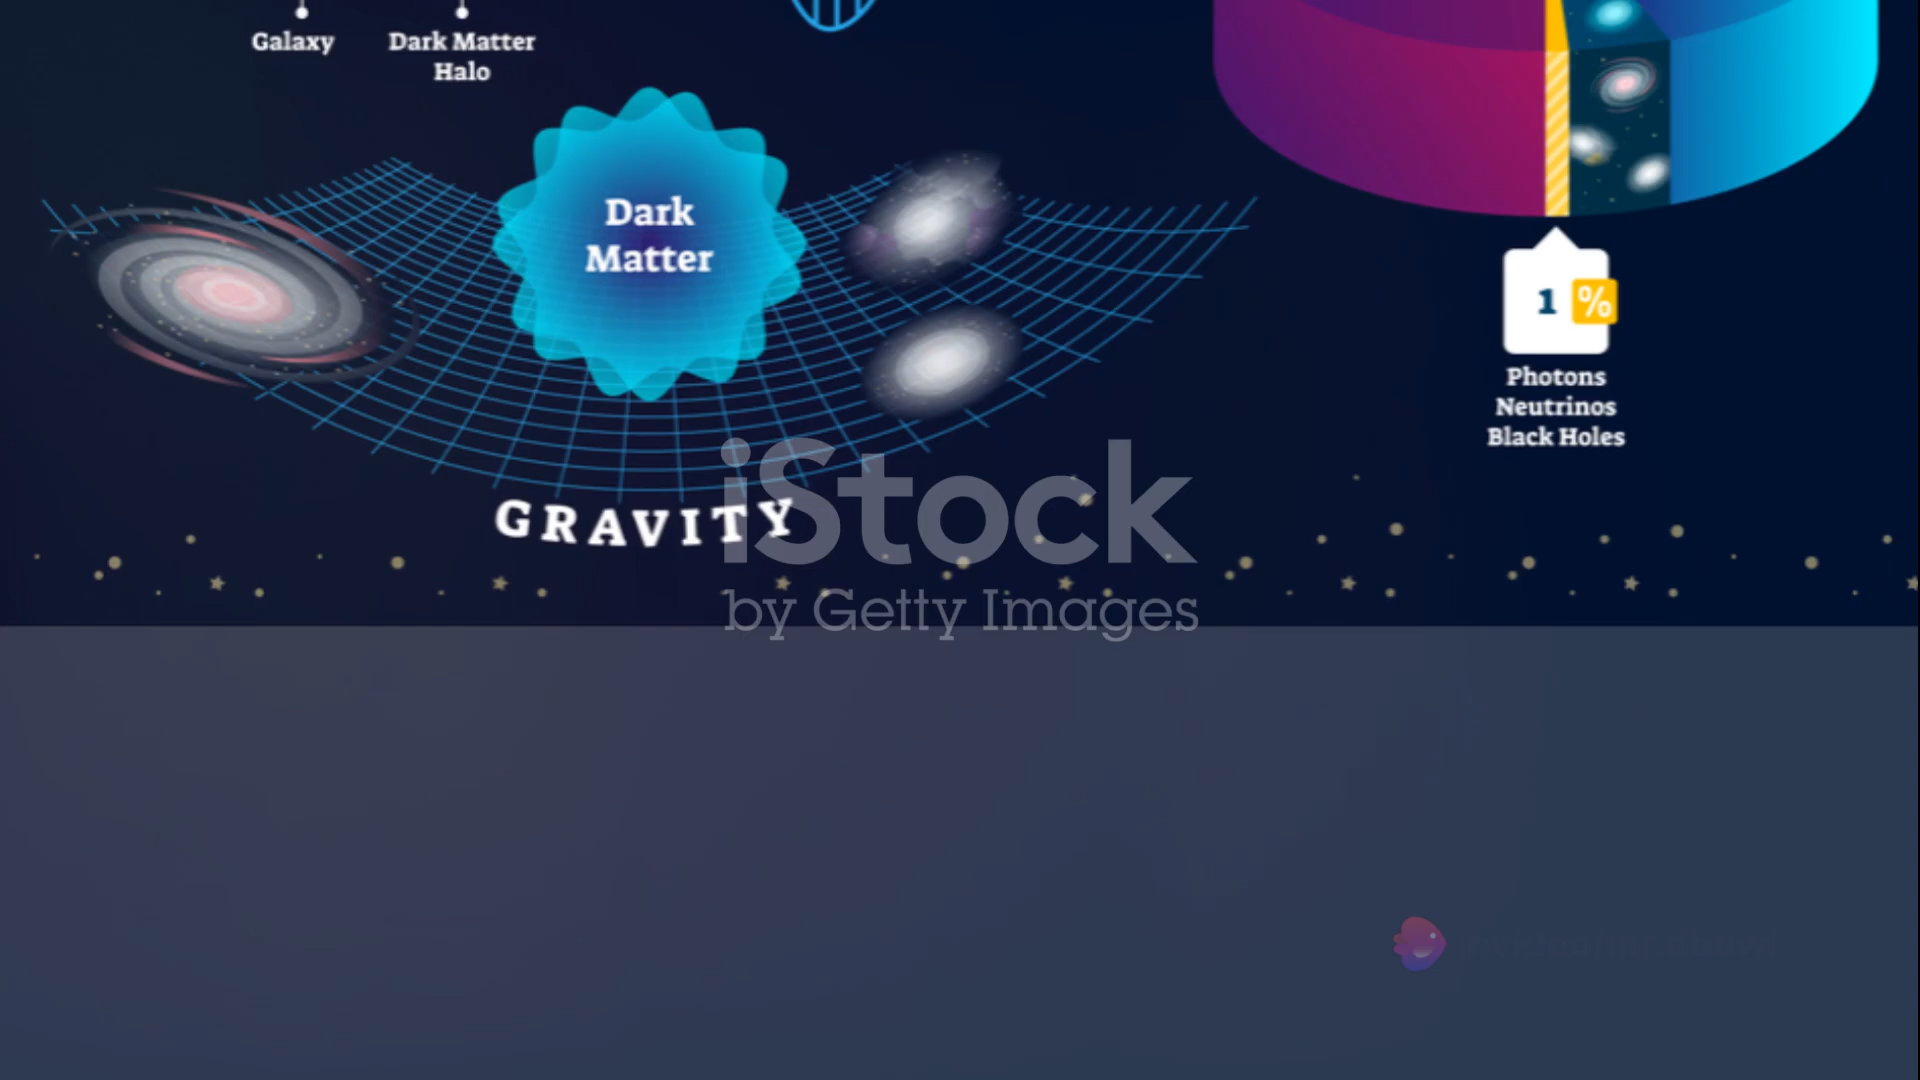 Galaxy
Dark Matter
Halo
Dark
Matter
GRAVITY
1 %
Photons
Neutrinos
Black Holes
iStock
by Getty Images